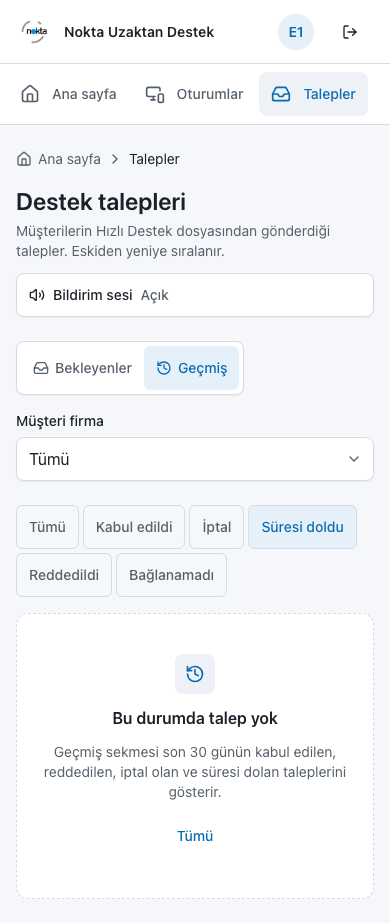 nokta
Nokta Uzaktan Destek
E1
Ana sayfa
Oturumlar
Talepler
Ana sayfa > Talepler
Destek talepleri
Müşterilerin Hızlı Destek dosyasından gönderdiği
talepler. Eskiden yeniye sıralanır.
Bildirim sesi Açık
Bekleyenler
Geçmiş
Müşteri firma
Tümü
Tümü
Kabul edildi
İptal
Süresi doldu
Reddedildi
Bağlanamadı
Bu durumda talep yok
Geçmiş sekmesi son 30 günün kabul edilen,
reddedilen, iptal olan ve süresi dolan taleplerini
gösterir.
Tümü